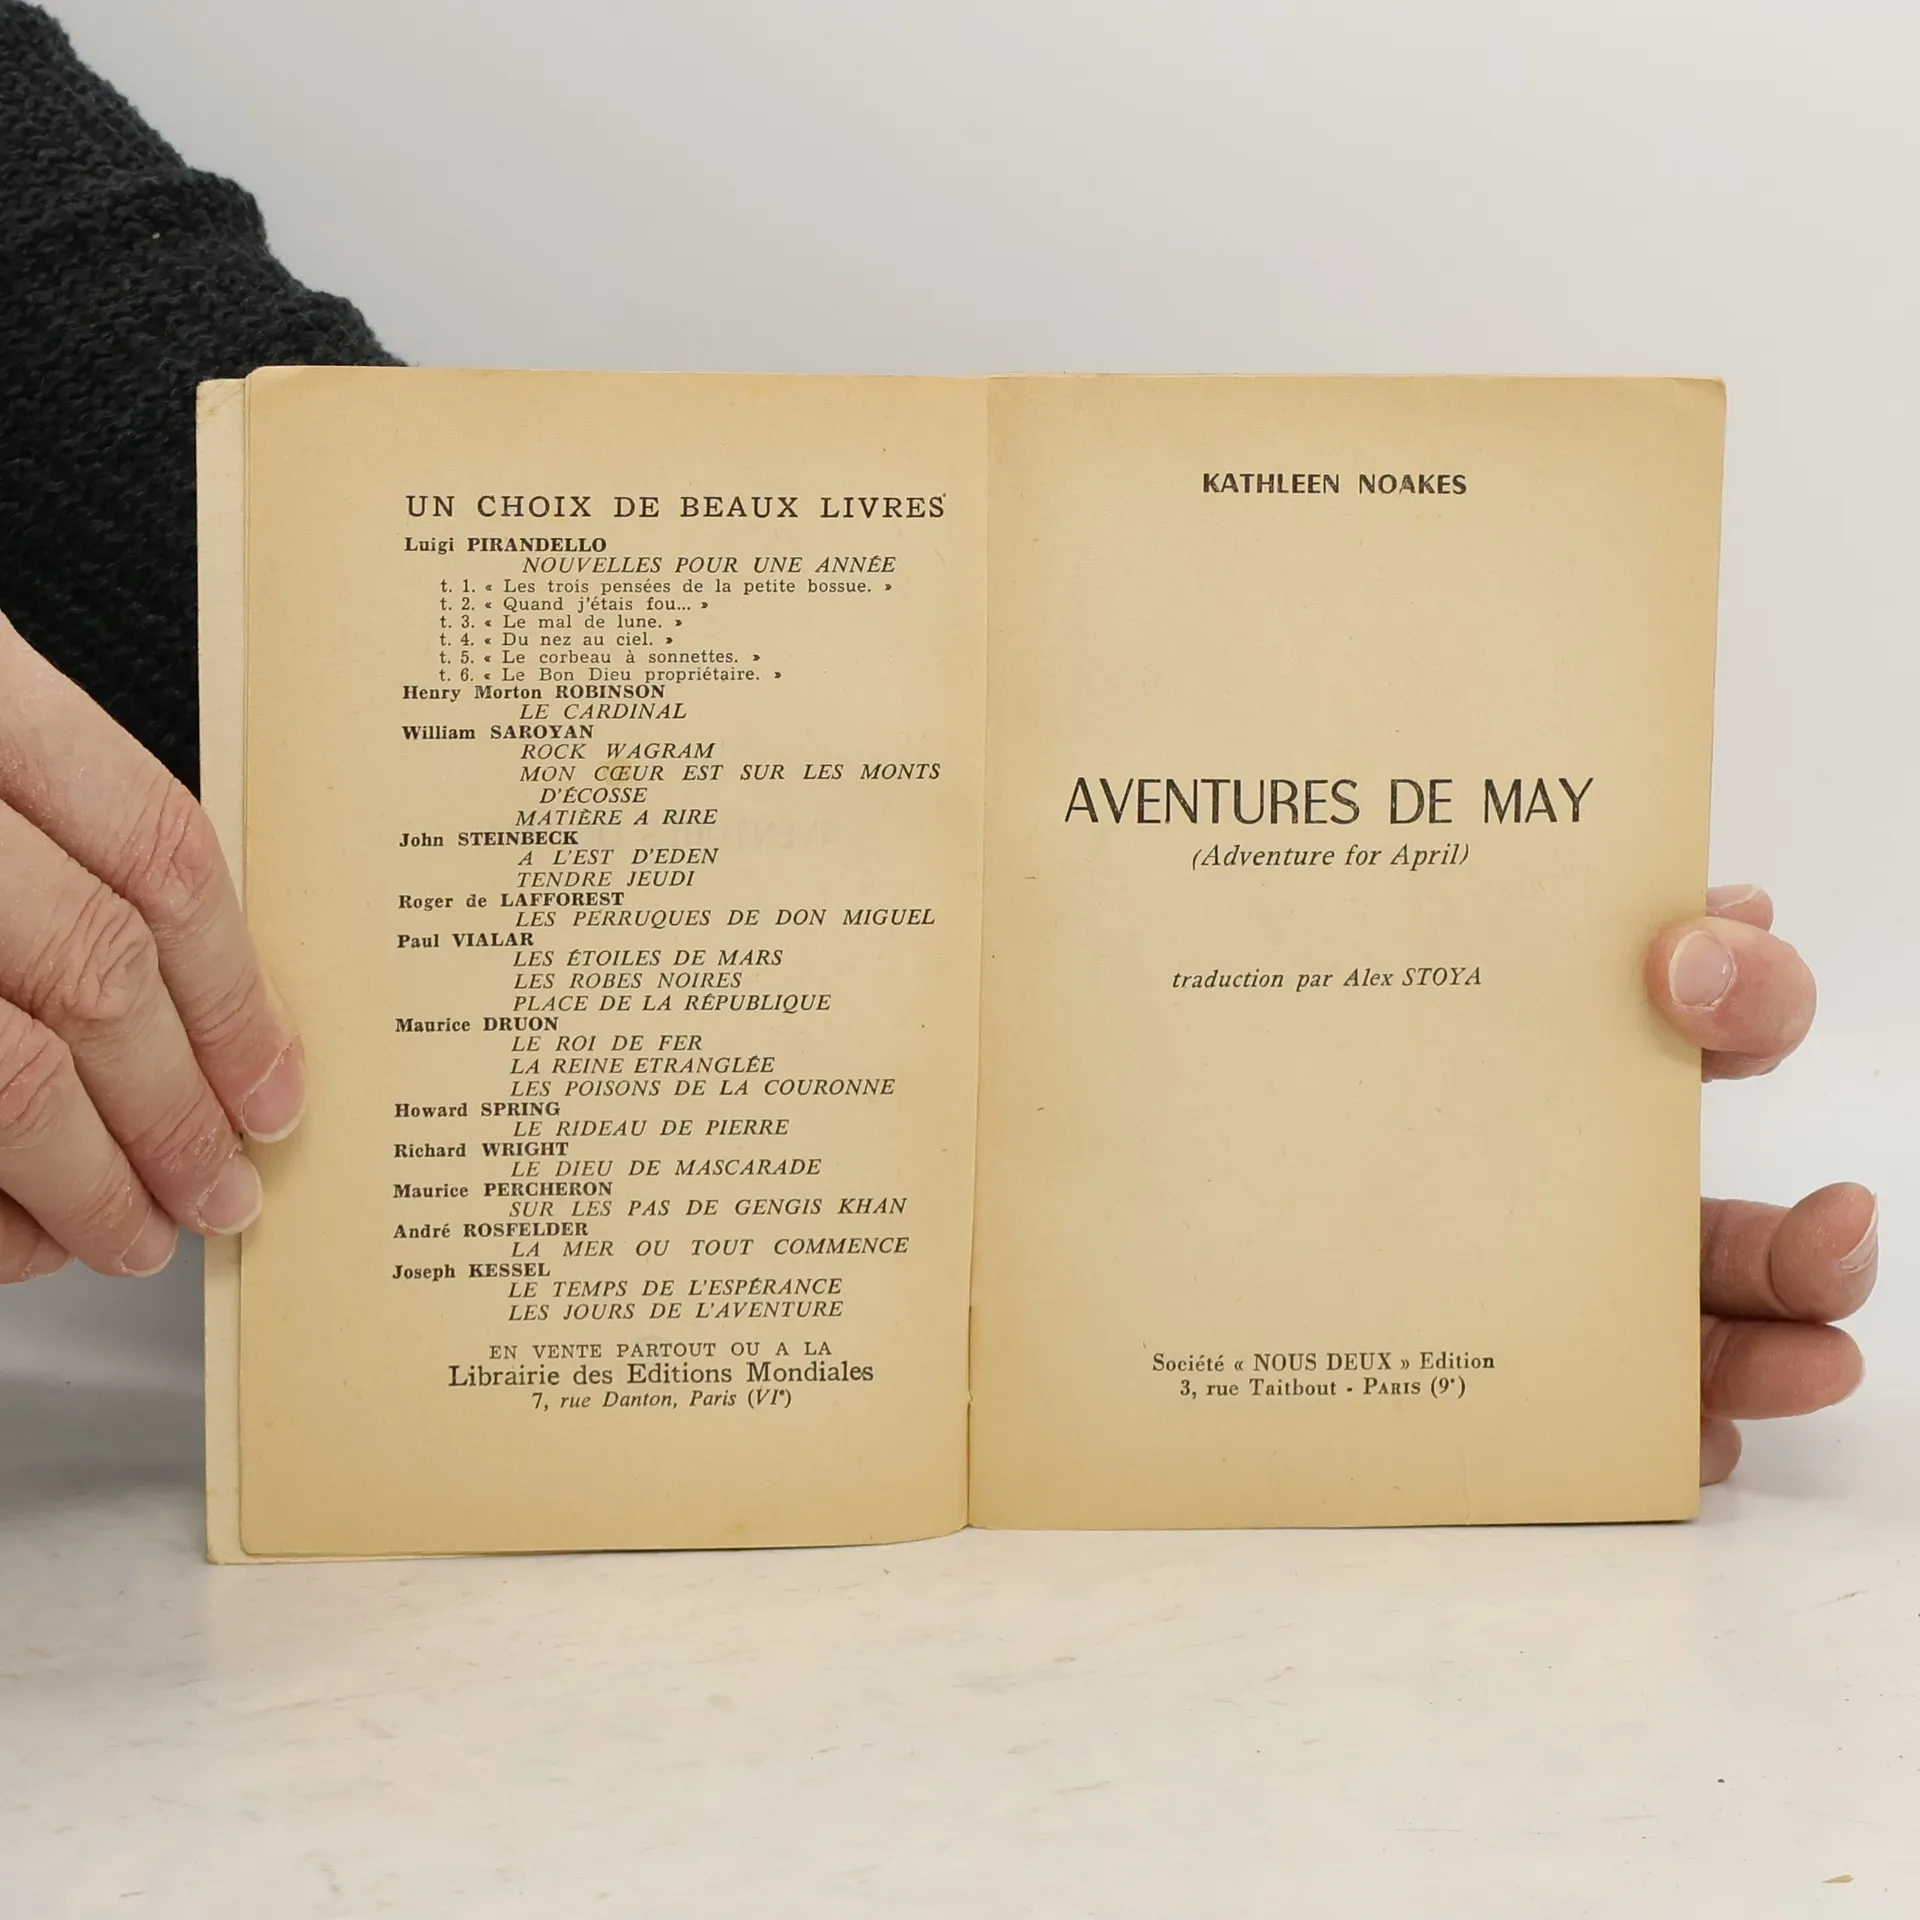 UN CHOIX DE BEAUX LIVRES
Luigi PIRANDELLO
NOUVELLES POUR UNE ANNÉE
t. 1. « Les trois pensées de la petite bossue. »
t. 2. « Quand j'étais fou... »
t. 3. « Le mal de lune. »
t. 4. « Du nez au ciel. »
t. 5. « Le corbeau à sonnettes. »
t. 6. « Le Bon Dieu propriétaire. »
Henry Morton ROBINSON
LE CARDINAL
William SAROYAN
ROCK WAGRAM
MON CŒUR EST SUR LES MONTS
D'ÉCOSSE
MATIÈRE A RIRE
John STEINBECK
A L'EST D'EDEN
TENDRE JEUDI
Roger de LAFFOREST
LES PERRUQUES DE DON MIGUEL
Paul VIALAR
LES ÉTOILES DE MARS
LES ROBES NOIRES
PLACE DE LA RÉPUBLIQUE
Maurice DRUON
LE ROI DE FER
LA REINE ETRANGLÉE
LES POISONS DE LA COURONNE
Howard SPRING
LE RIDEAU DE PIERRE
Richard WRIGHT
LE DIEU DE MASCARADE
Maurice PERCHERON
SUR LES PAS DE GENGIS KHAN
André ROSFELDER
LA MER OU TOUT COMMENCE
Joseph KESSEL
LE TEMPS DE L'ESPÉRANCE
LES JOURS DE L'AVENTURE
EN VENTE PARTOUT OU A LA
Librairie des Editions Mondiales
7, rue Danton, Paris (VIe)
KATHLEEN NOAKES
AVENTURES DE MAY
(Adventure for April)
traduction par Alex STOYA
Société « NOUS DEUX » Edition
3, rue Taitbout - PARIS (9e)